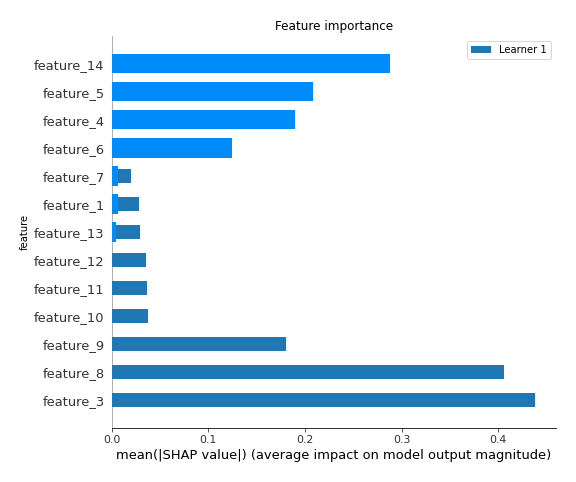 Feature importance
Learner 1
feature_14
feature_5
feature_4
feature_6
feature_7
feature_1
feature_13
feature_12
feature_11
feature_10
feature_9
feature_8
feature_3
feature
0.0 0.1 0.2 0.3 0.4
mean(|SHAP value|) (average impact on model output magnitude)